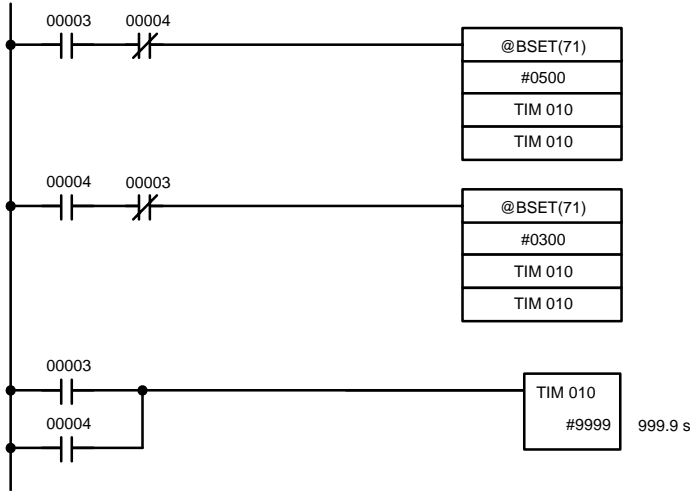 00003 00004
@BSET(71)
#0500
TIM 010
TIM 010
00004 00003
@BSET(71)
#0300
TIM 010
TIM 010
00003
TIM 010
00004
#9999 999.9 s